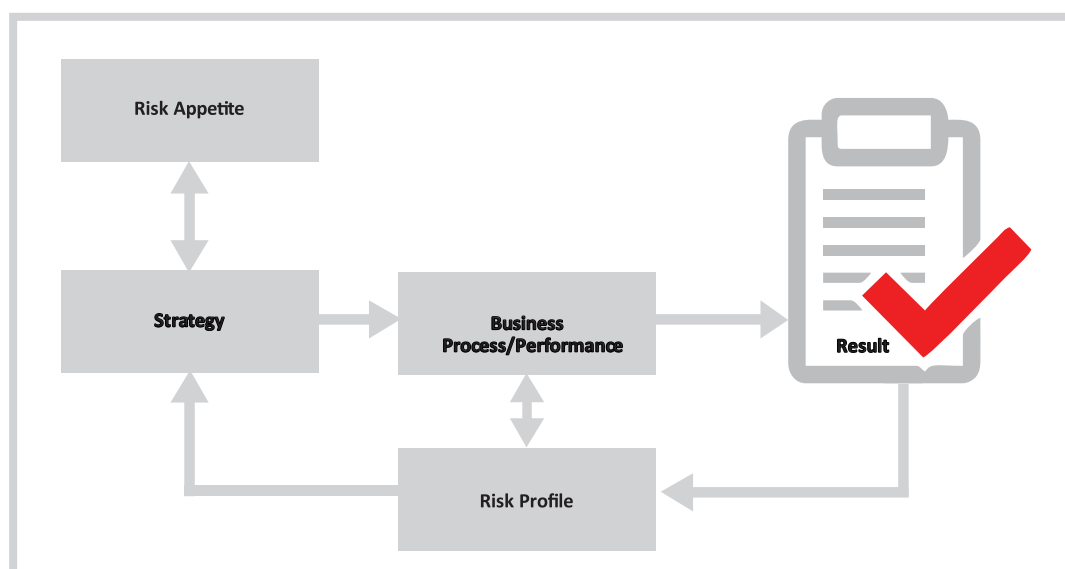 Risk Appetite
Strategy
Business
Process/Performance
Result
Risk Profile